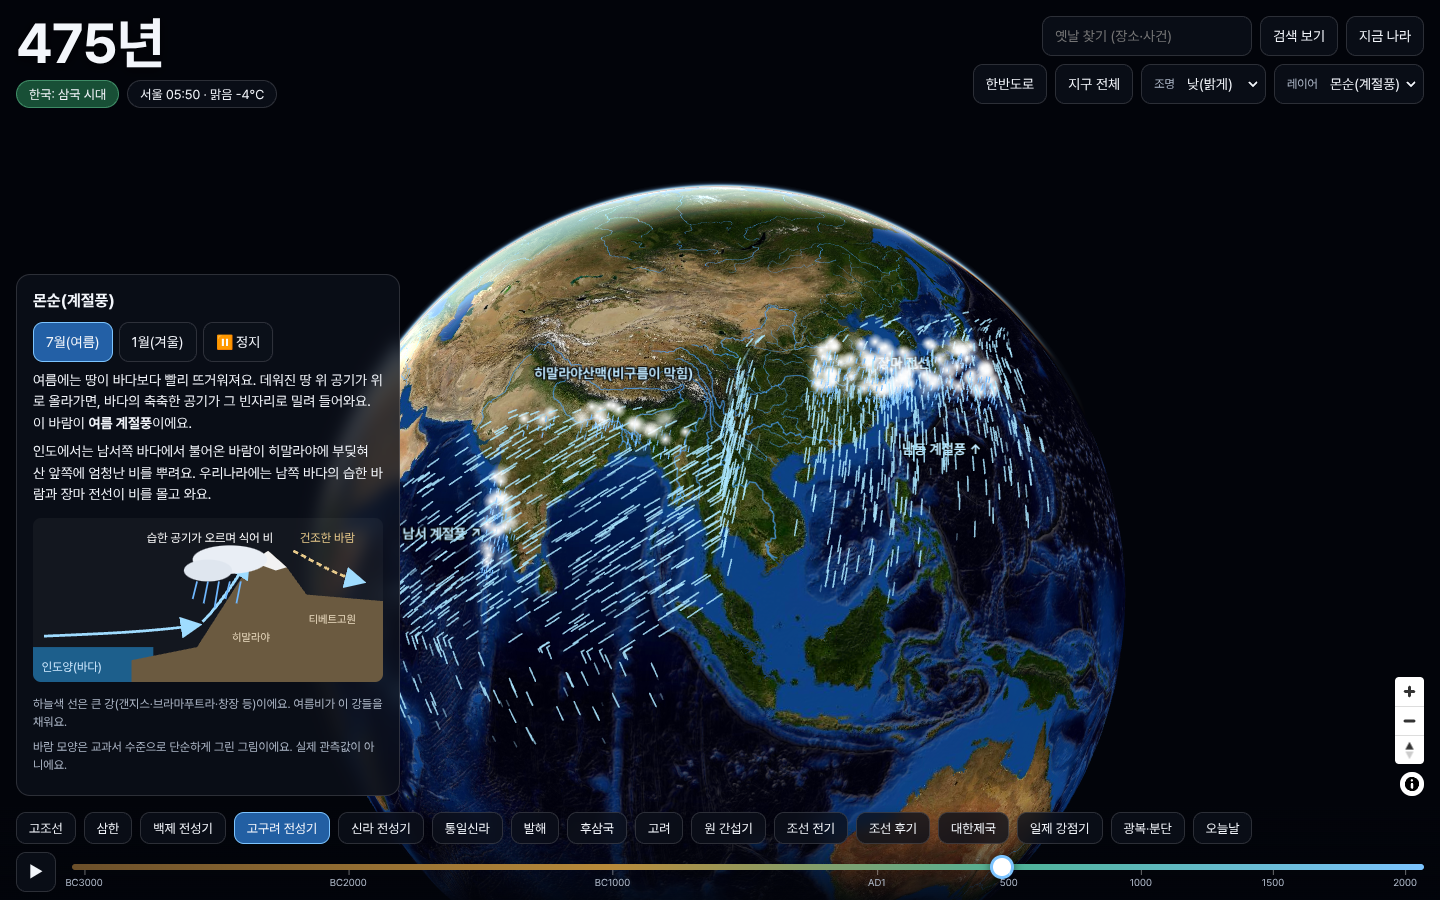 475년
한국: 삼국 시대
서울 05:50 · 맑음 -4°C
옛날 찾기 (장소·사건)
검색 보기
지금 나라
한반도로
지구 전체
조명 낮(밝게)
레이어 몬순(계절풍)
몬순(계절풍)
7월(여름)
1월(겨울)
정지
여름에는 땅이 바다보다 빨리 뜨거워져요. 데워진 땅 위 공기가 위
로 올라가면, 바다의 축축한 공기가 그 빈자리로 밀려 들어와요.
이 바람이 여름 계절풍이에요.
인도에서는 남서쪽 바다에서 불어온 바람이 히말라야에 부딪혀
산 앞쪽에 엄청난 비를 뿌려요. 우리나라에는 남쪽 바다의 습한 바
람과 장마 전선이 비를 몰고 와요.
습한 공기가 오르며 식어 비
건조한 바람
티베트고원
히말라야
인도양(바다)
하늘색 선은 큰 강(갠지스·브라마푸트라·창장 등)이에요. 여름비가 이 강들을
채워요.
바람 모양은 교과서 수준으로 단순하게 그린 그림이에요. 실제 관측값이 아
니에요.
히말라야산맥(비구름이 막힘)
장마 전선
남동 계절풍 ↑
남서 계절풍 ↗
고조선
삼한
백제 전성기
고구려 전성기
신라 전성기
통일신라
발해
후삼국
고려
원 간섭기
조선 전기
조선 후기
대한제국
일제 강점기
광복·분단
오늘날
BC3000
BC2000
BC1000
AD1
500
1000
1500
2000